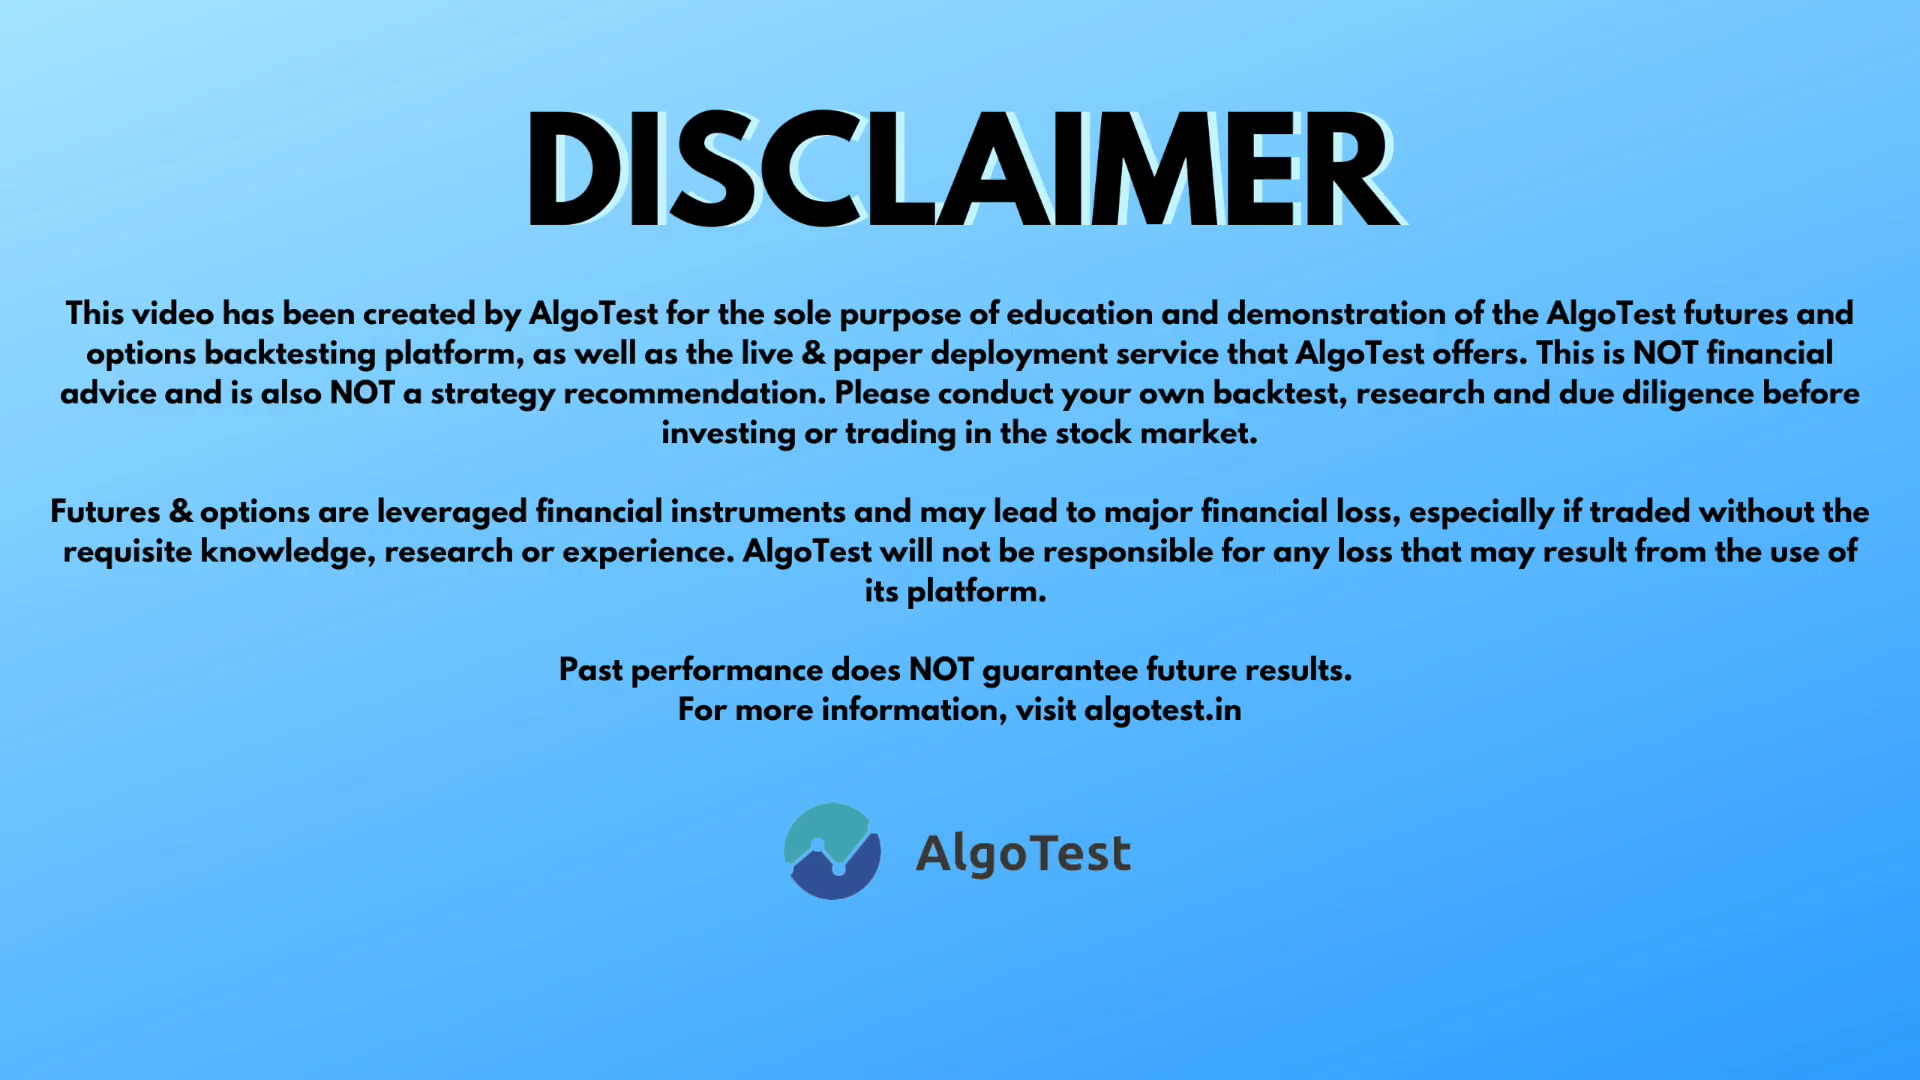 DISCLAIMER
This video has been created by AlgoTest for the sole purpose of education and demonstration of the AlgoTest futures and
options backtesting platform, as well as the live & paper deployment service that AlgoTest offers. This is NOT financial
advice and is also NOT a strategy recommendation. Please conduct your own backtest, research and due diligence before
investing or trading in the stock market.
Futures & options are leveraged financial instruments and may lead to major financial loss, especially if traded without the
requisite knowledge, research or experience. AlgoTest will not be responsible for any loss that may result from the use of
its platform.
Past performance does NOT guarantee future results.
For more information, visit algotest.in
AlgoTest